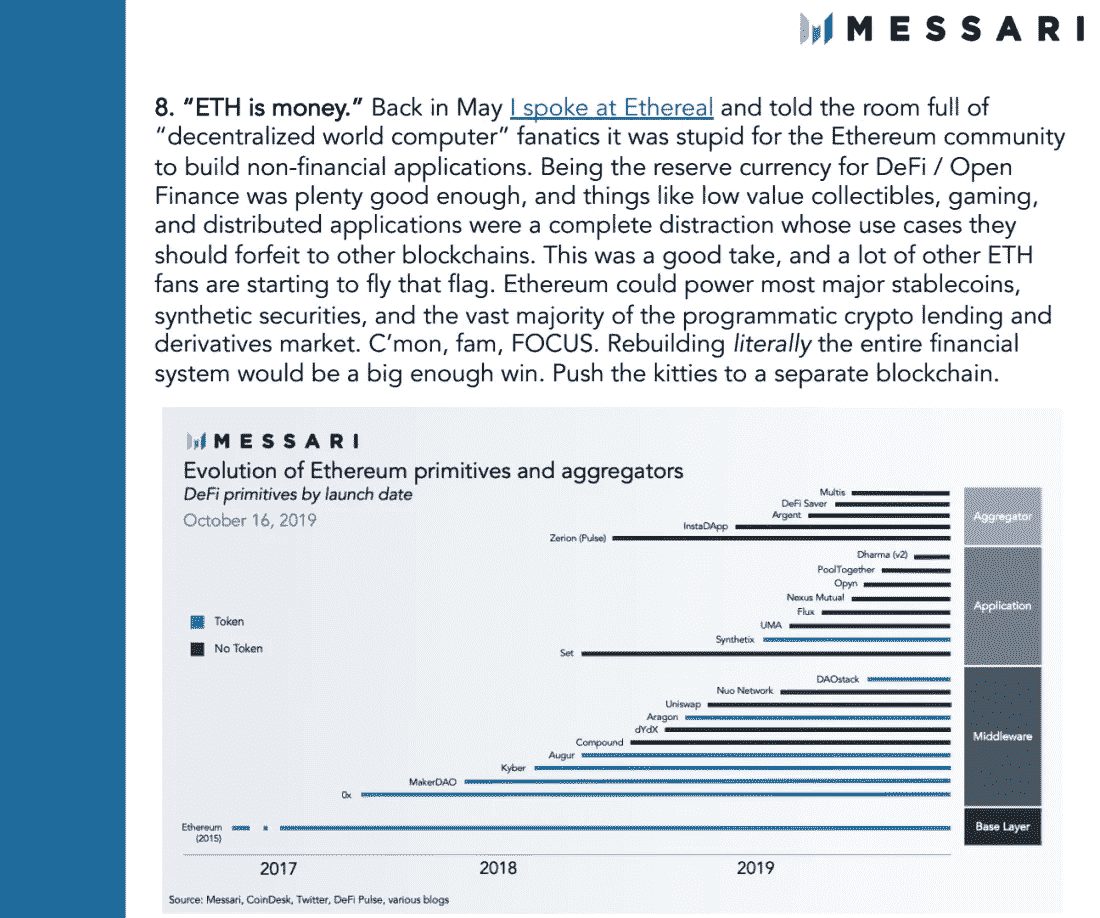 MESSARI
8. “ETH is money.” Back in May I spoke at Ethereal and told the room full of
“decentralized world computer” fanatics it was stupid for the Ethereum community
to build non-financial applications. Being the reserve currency for DeFi / Open
Finance was plenty good enough, and things like low value collectibles, gaming,
and distributed applications were a complete distraction whose use cases they
should forfeit to other blockchains. This was a good take, and a lot of other ETH
fans are starting to fly that flag. Ethereum could power most major stablecoins,
synthetic securities, and the vast majority of the programmatic crypto lending and
derivatives market. C’mon, fam, FOCUS. Rebuilding literally the entire financial
system would be a big enough win. Push the kitties to a separate blockchain.
MESSARI
Evolution of Ethereum primitives and aggregators
DeFi primitives by launch date
October 16, 2019
Token
No Token
Multis
DeFi Saver
Argent
InstaDApp
Zerion (Pulse)
Aggregator
Dharma (v2)
PoolTogether
Opyn
Nexus Mutual
Flux
UMA
Synthetix
Set
Application
DAOstack
Nuo Network
Uniswap
Aragon
dYdX
Compound
Augur
Kyber
MakerDAO
0x
Middleware
Ethereum
(2015)
Base Layer
2017 2018 2019
Source: Messari, CoinDesk, Twitter, DeFi Pulse, various blogs